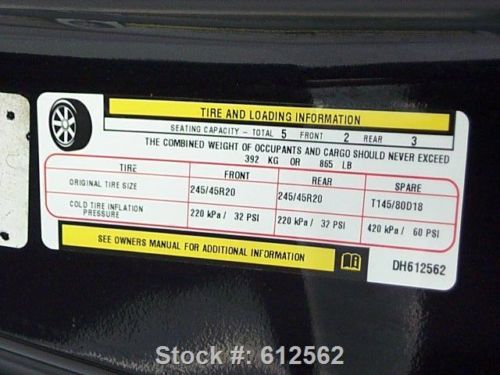 TIRE AND LOADING INFORMATION
SEATING CAPACITY - TOTAL 5 FRONT 2 REAR 3
THE COMBINED WEIGHT OF OCCUPANTS AND CARGO SHOULD NEVER EXCEED
392 KG OR 865 LB
TIRE FRONT REAR SPARE
ORIGINAL TIRE SIZE 245/45R20 245/45R20 T145/80D18
COLD TIRE INFLATION PRESSURE 220 kPa/ 32 PSI 220 kPa/ 32 PSI 420 kPa/ 60 PSI
SEE OWNERS MANUAL FOR ADDITIONAL INFORMATION
DH612562
Stock #: 612562